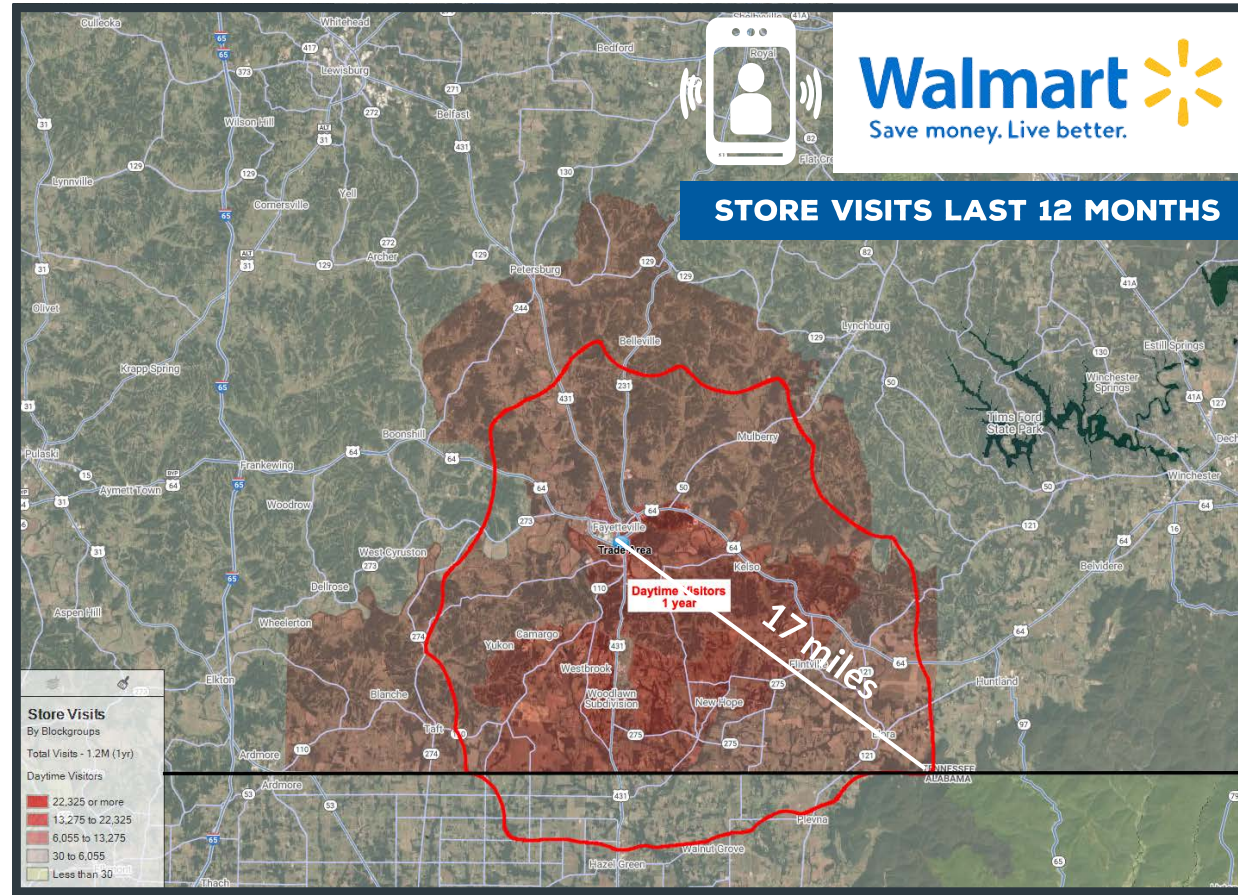 Walmart
Save money. Live better.
STORE VISITS LAST 12 MONTHS
Culleoka
Whitehead
Bedford
Royal
Lewisburg
Wilson Hill
Belfast
Lynnville
Cornersville
Yell
Archer
Petersburg
Olivet
Belleville
Lynchburg
Estill Springs
Krapp Spring
Winchester
Springs
Tims Ford
State Park
Boonshill
Mulberry
Pulaski
Frankewing
Aymett Town
Woodrow
Winchester
Fayetteville
Trade Area
West Cyruston
Kelso
Belvidere
Dellrose
Daytime Visitors
1 year
17 miles
Aspen Hill
Wheelerton
Camargo
Yukon
Westbrook
Flintville
Elkton
Blanche
Woodlawn
Subdivision
New Hope
Huntland
Taft
Elora
Ardmore
TENNESSEE
ALABAMA
Ardmore
Plevna
Walnut Grove
Hazel Green
Thach
Store Visits
By Blockgroups
Total Visits - 1.2M (1yr)
Daytime Visitors
22,325 or more
13,275 to 22,325
6,055 to 13,275
30 to 6,055
Less than 30